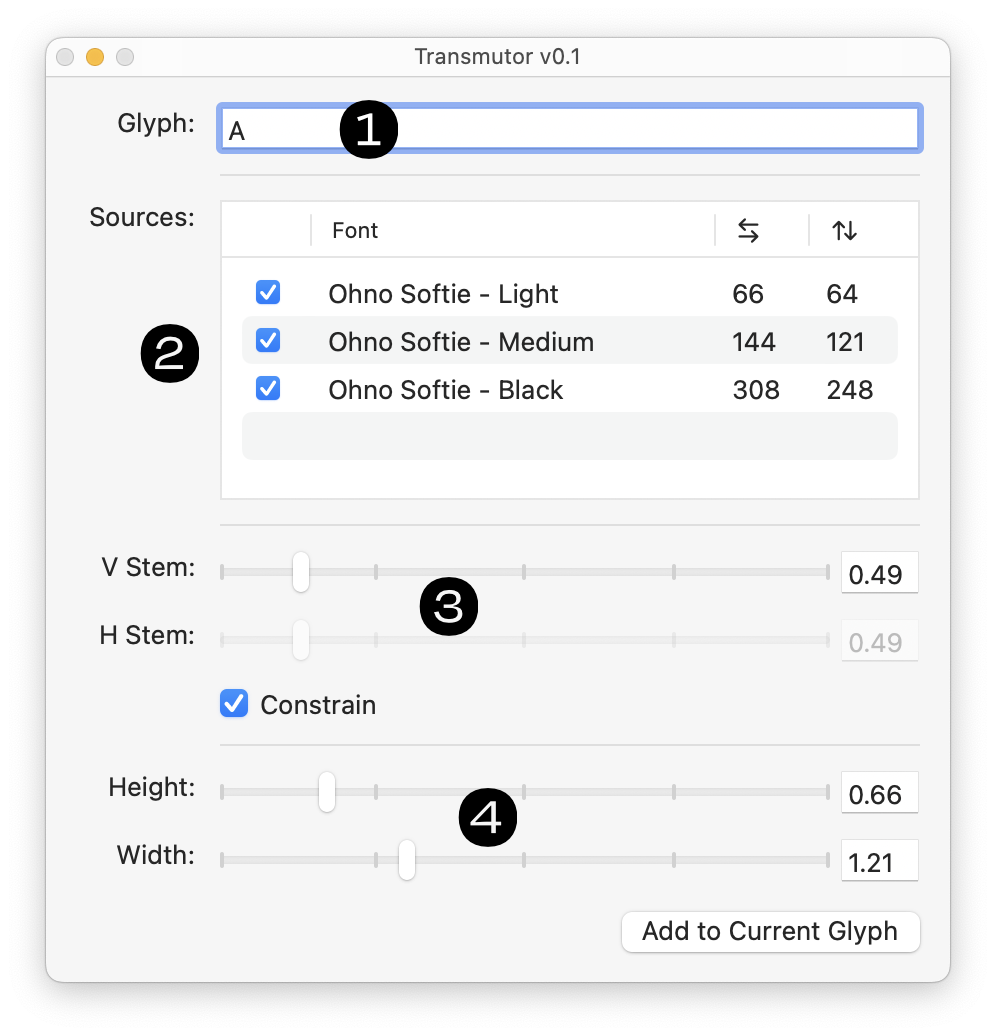 Transmutor v0.1
Glyph: A 1
Sources:
Font ⇆ ↑↓
Ohno Softie - Light 66 64
2 Ohno Softie - Medium 144 121
Ohno Softie - Black 308 248
V Stem: 0.49
3
H Stem: 0.49
Constrain
Height: 0.66
4
Width: 1.21
Add to Current Glyph